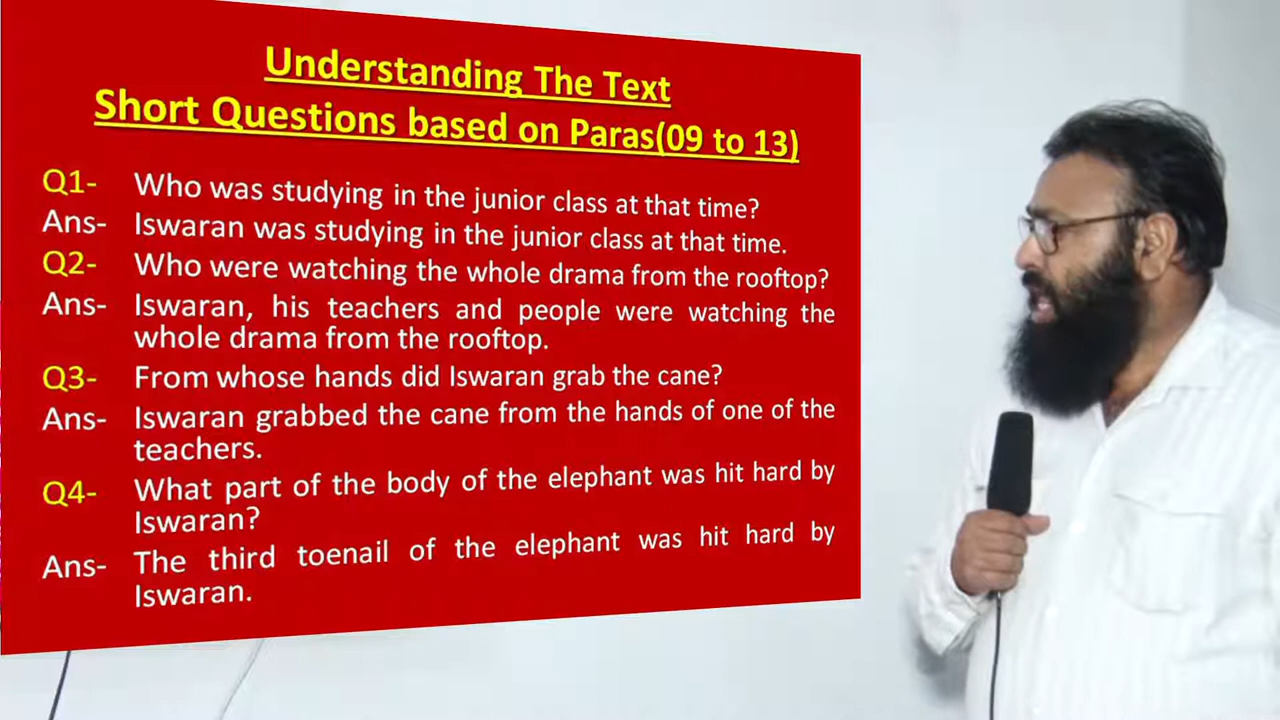 Understanding The Text
Short Questions based on Paras(09 to 13)
Q1- Who was studying in the junior class at that time?
Ans- Iswaran was studying in the junior class at that time.
Q2- Who were watching the whole drama from the rooftop?
Ans- Iswaran, his teachers and people were watching the
whole drama from the rooftop.
Q3- From whose hands did Iswaran grab the cane?
Ans- Iswaran grabbed the cane from the hands of one of the
teachers.
Q4- What part of the body of the elephant was hit hard by
Iswaran?
Ans- The third toenail of the elephant was hit hard by
Iswaran.